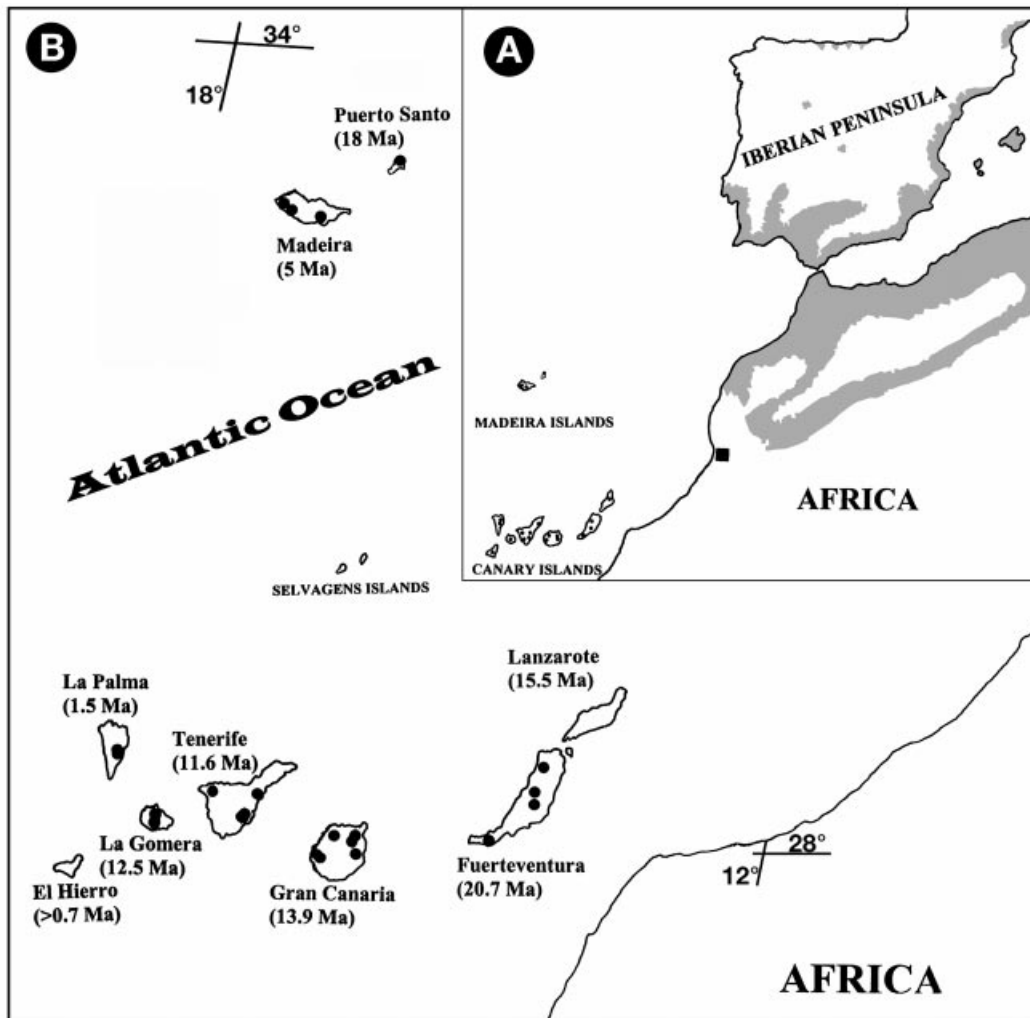 B
34°
18°
Puerto Santo
(18 Ma)
Madeira
(5 Ma)
Atlantic Ocean
SELVAGENS ISLANDS
A
IBERIAN PENINSULA
MADEIRA ISLANDS
AFRICA
CANARY ISLANDS
La Palma
(1.5 Ma)
Tenerife
(11.6 Ma)
La Gomera
(12.5 Ma)
El Hierro
(>0.7 Ma)
Gran Canaria
(13.9 Ma)
Lanzarote
(15.5 Ma)
Fuerteventura
(20.7 Ma)
28°
12°
AFRICA